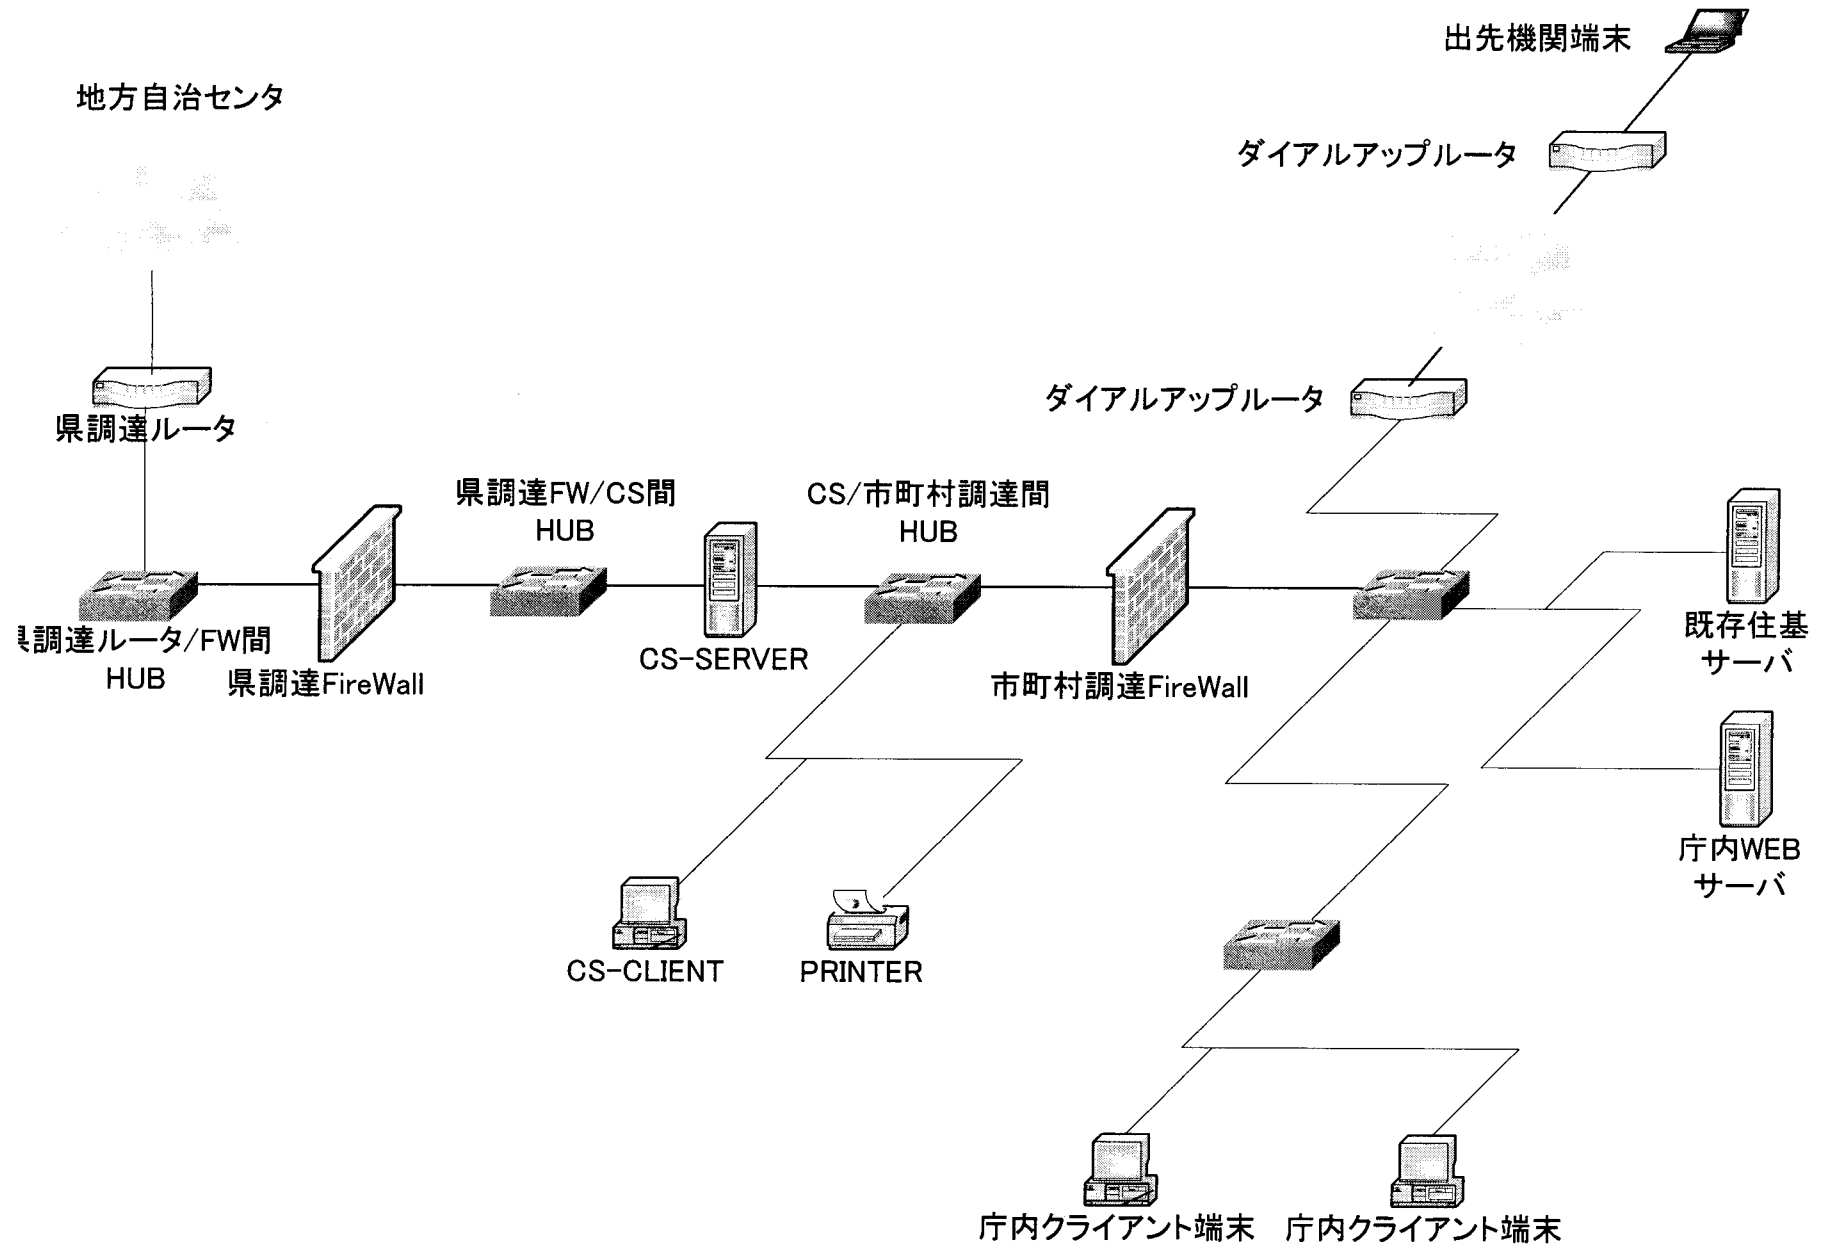 出先機関端末
地方自治センタ
ダイアルアップルータ
ダイアルアップルータ
県調達ルータ
県調達FW/CS間
HUB
CS/市町村調達間
HUB
既存住基
サーバ
県調達ルータ/FW間
HUB
県調達FireWall
CS-SERVER
市町村調達FireWall
庁内WEB
サーバ
CS-CLIENT
PRINTER
庁内クライアント端末
庁内クライアント端末